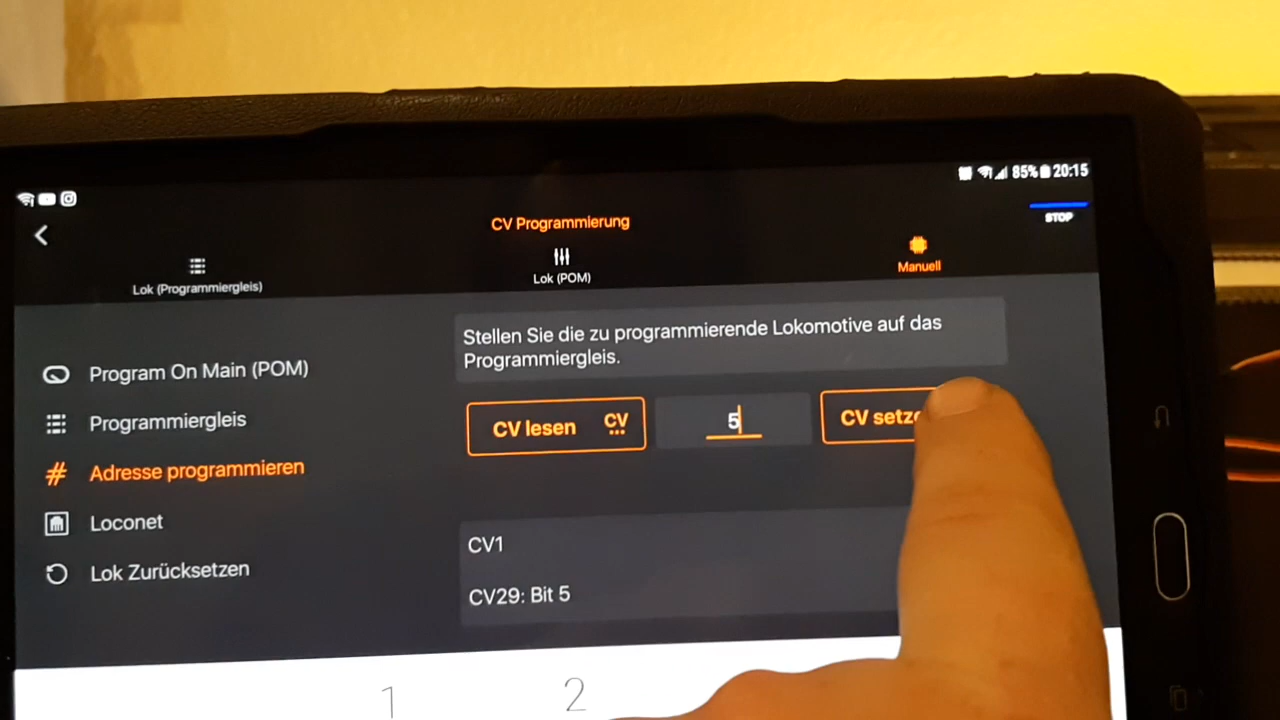 85% 20:15
CV Programmierung
STOP
Lok (Programmiergleis)
Lok (POM)
Manuell
Stellen Sie die zu programmierende Lokomotive auf das
Programmiergleis.
Program On Main (POM)
Programmiergleis
Adresse programmieren
Loconet
Lok Zurücksetzen
CV lesen CV
5
CV
CV1
CV29: Bit 5
1
2